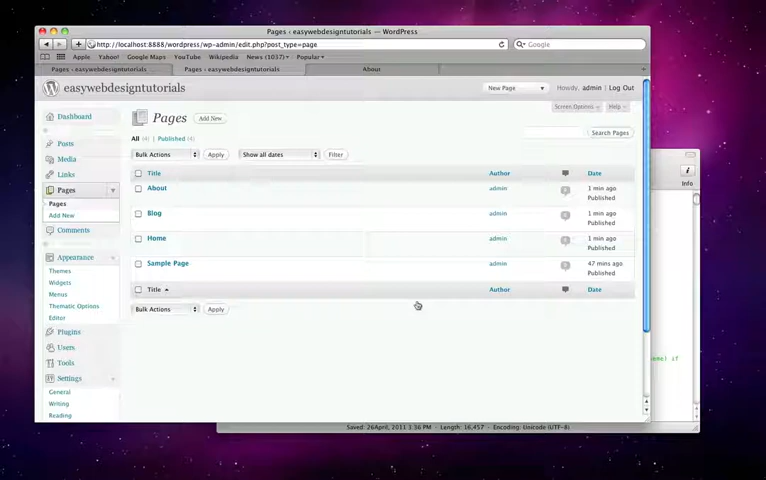 Pages ‹ easywebdesigntutorials — WordPress
http://localhost:8888/wordpress/wp-admin/edit.php?post_type=page
Google
Apple Yahoo! Google Maps YouTube Wikipedia News (1037) Popular
Pages ‹ easywebdesigntutorials ... Pages ‹ easywebdesigntutorials ... About
easywebdesigntutorials New Page Howdy, admin | Log Out
Screen Options Help
Dashboard
Posts
Media
Links
Pages
Pages
Add New
Comments
Appearance
Themes
Widgets
Menus
Thematic Options
Editor
Plugins
Users
Tools
Settings
General
Writing
Reading
Pages Add New
All (4) | Published (4)
Search Pages
Bulk Actions Apply Show all dates Filter
Title Author Date
About admin 1 min ago
Published
Blog admin 1 min ago
Published
Home admin 1 min ago
Published
Sample Page admin 47 mins ago
Published
Title Author Date
Bulk Actions Apply
Info
if
Saved: 26April, 2011 3:36 PM - Length: 16,457 - Encoding: Unicode (UTF-8)